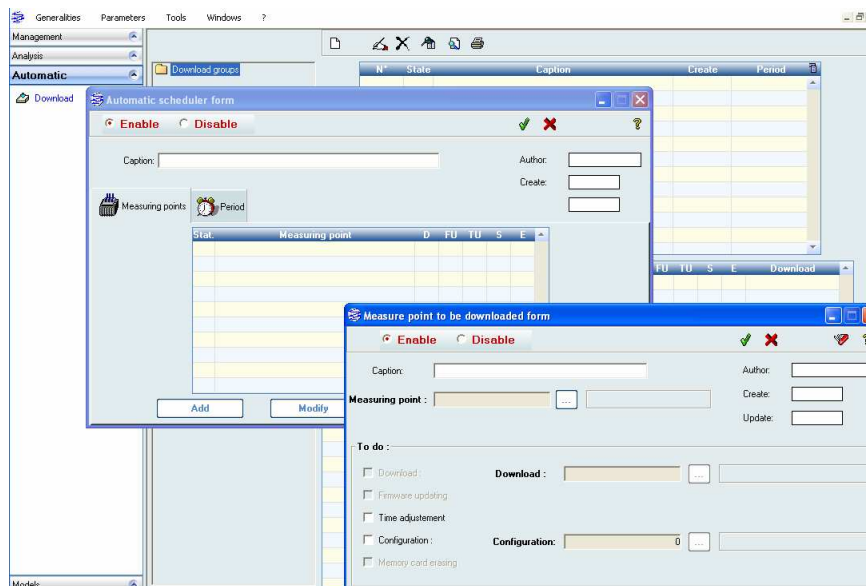 Generalities Parameters Tools Windows ?
Management
Analysis
Automatic
Download
Download groups
N° State Caption Create Period
Automatic scheduler form
Enable Disable
Caption:
Author:
Create:
Measuring points Period
Stat. Measuring point D FU TU S E
Add Modify
FU TU S E Download
Measure point to be downloaded form
Enable Disable
Caption:
Author:
Measuring point : ...
Create:
Update:
To do :
Download : Download : ...
Firmware updating
Time adjustement
Configuration : Configuration: 0 ...
Memory card erasing
Models